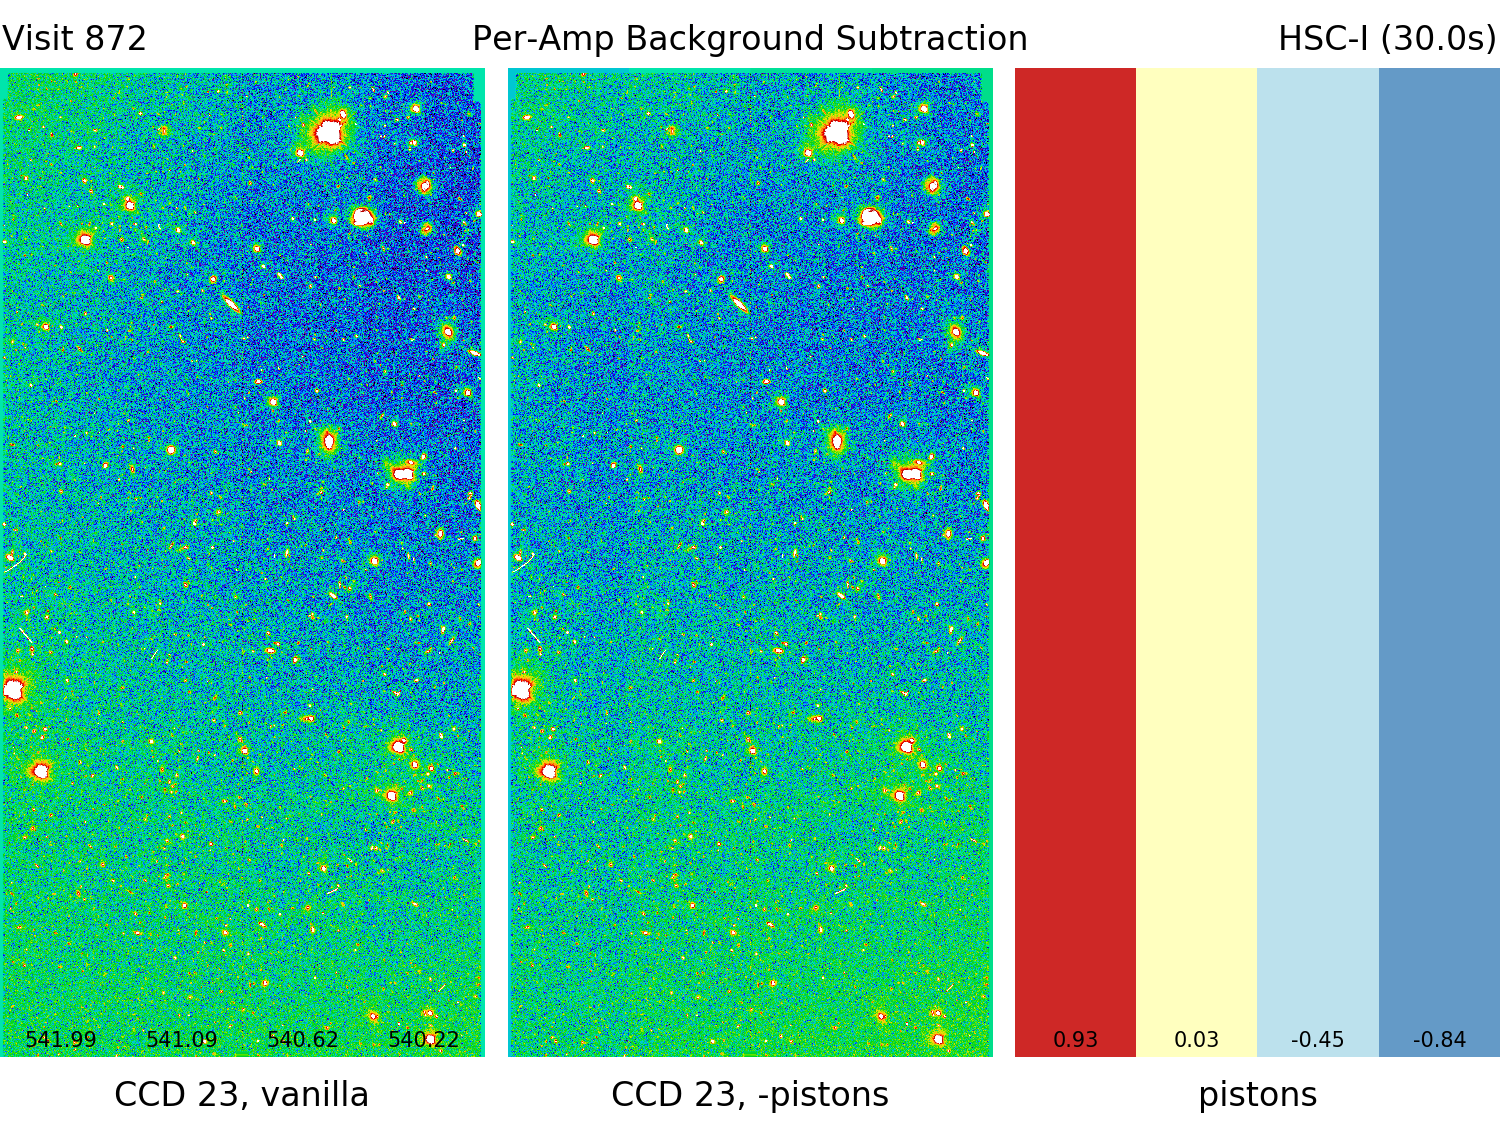 Visit 872 Per-Amp Background Subtraction HSC-I (30.0s)
541.99 541.09 540.62 540.22 0.93 0.03 -0.45 -0.84
CCD 23, vanilla CCD 23, -pistons pistons